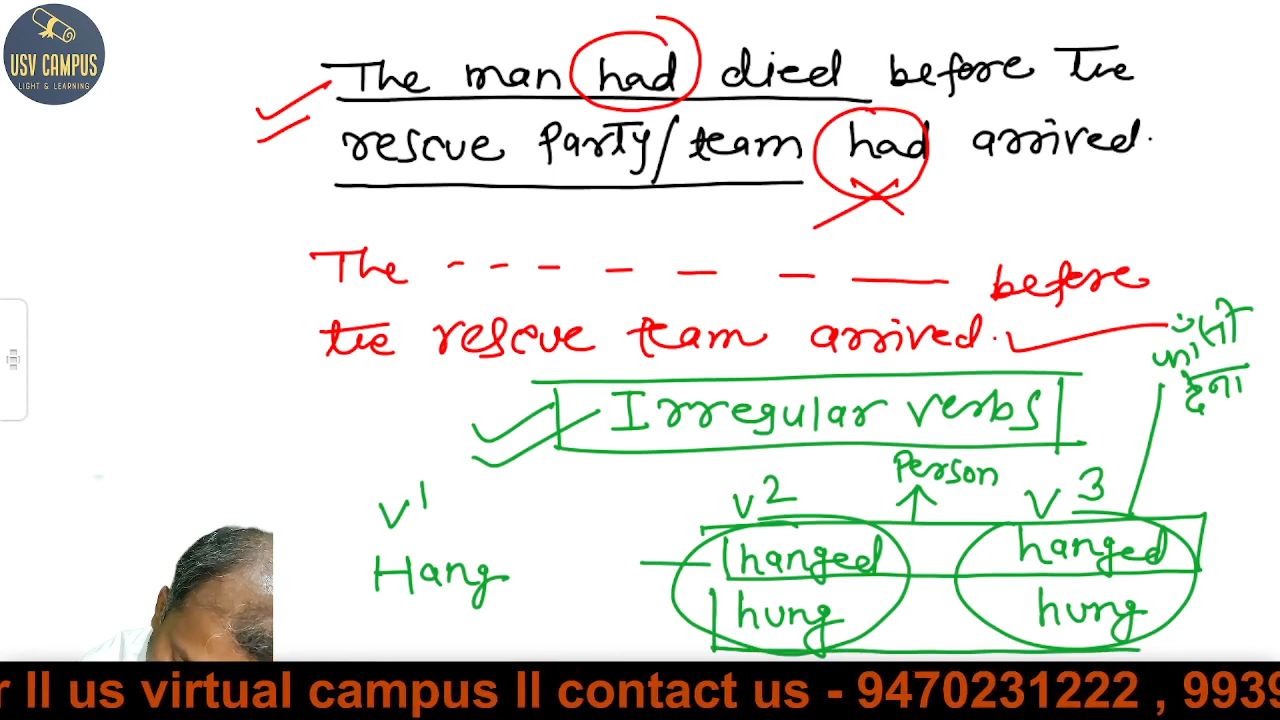 USV CAMPUS
LIGHT & LEARNING
The man had died before the
rescue Party/team had arrived.
The - - - - - - - before
the rescue team arrived.
फाँसी
देना
Irregular verbs
Person
V1 V2 V3
Hang hanged hanged
hung hung
r ll us virtual campus ll contact us - 9470231222 , 9939